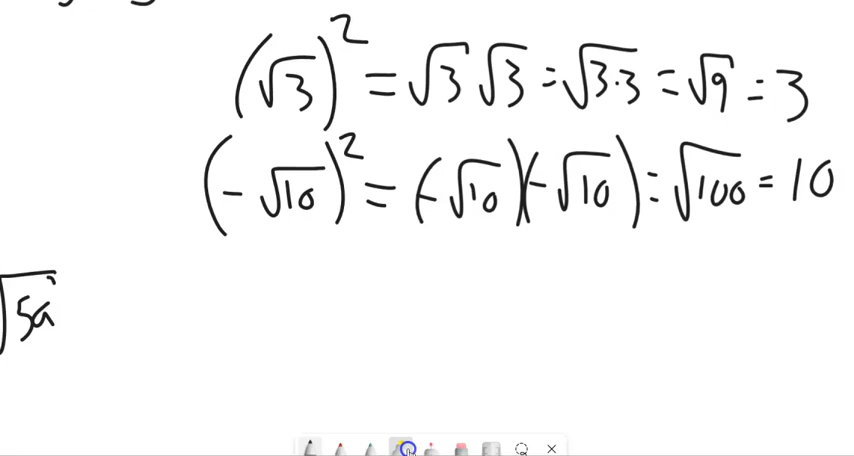 (√3)² = √3 √3 = √3·3 = √9 = 3
(-√10)² = (-√10)(-√10) = √100 = 10
√5a